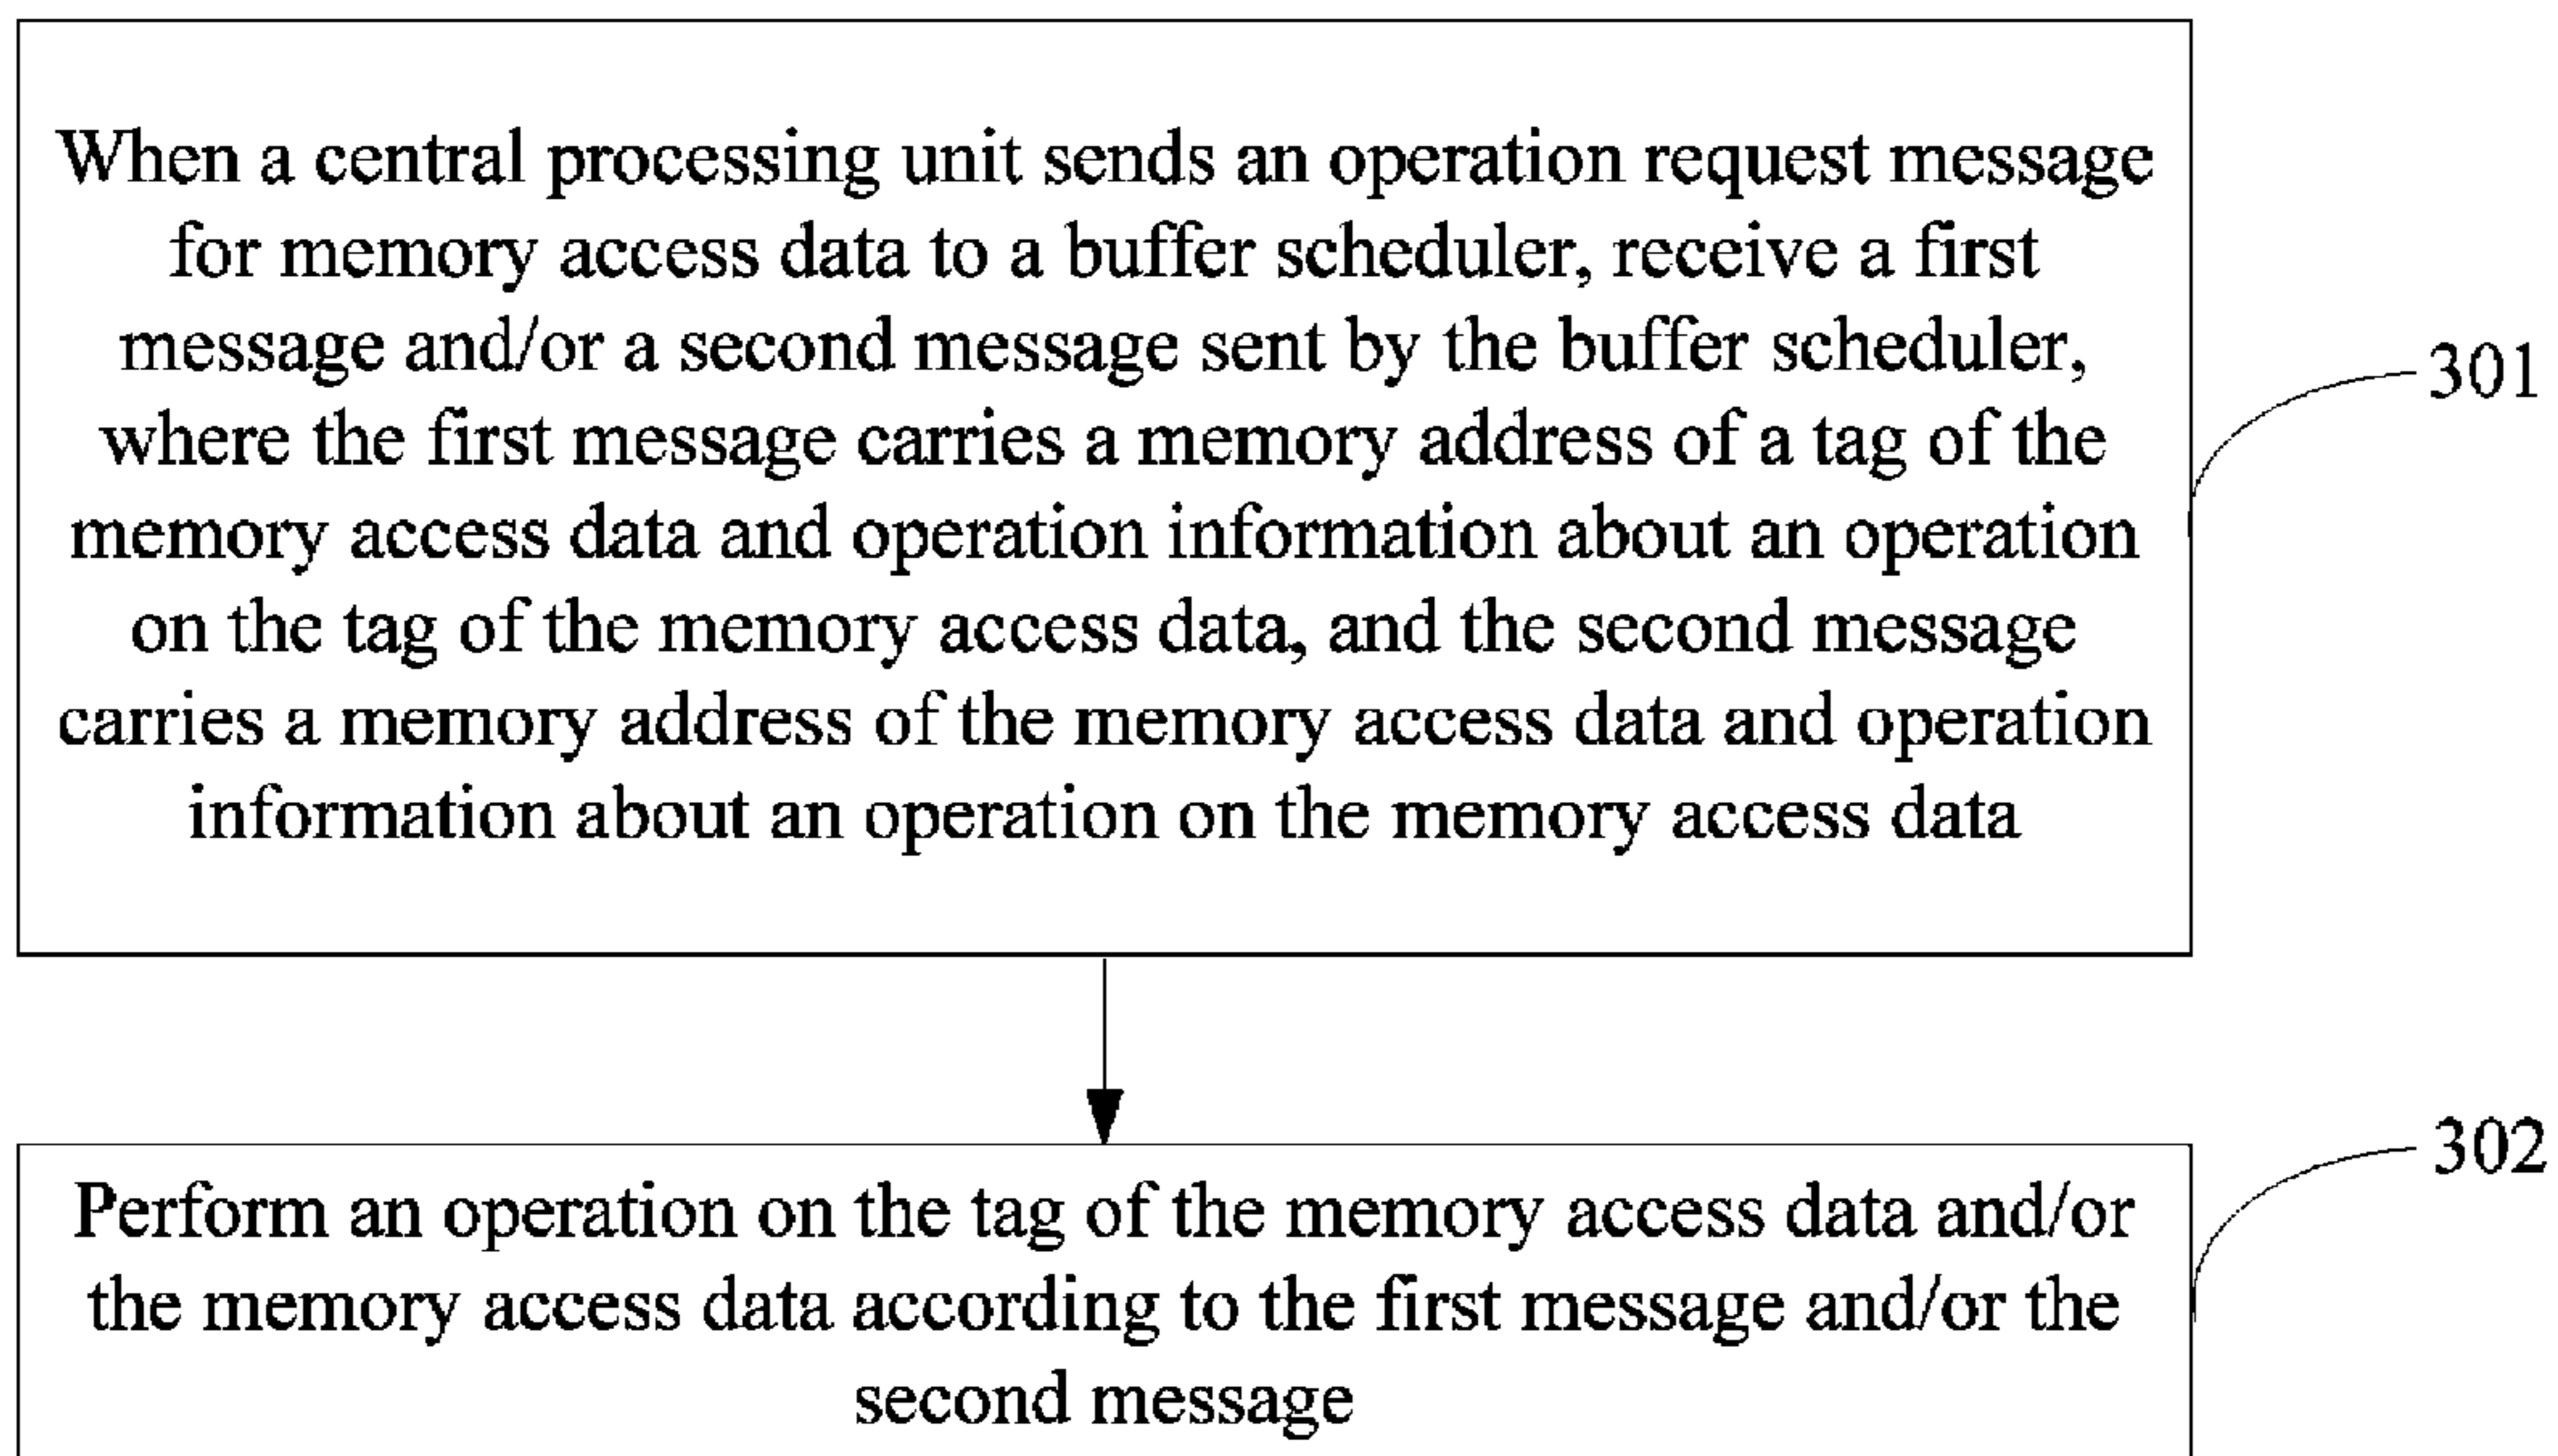 When a central processing unit sends an operation request message
for memory access data to a buffer scheduler, receive a first
message and/or a second message sent by the buffer scheduler,
where the first message carries a memory address of a tag of the
memory access data and operation information about an operation
on the tag of the memory access data, and the second message
carries a memory address of the memory access data and operation
information about an operation on the memory access data
301
302
Perform an operation on the tag of the memory access data and/or
the memory access data according to the first message and/or the
second message